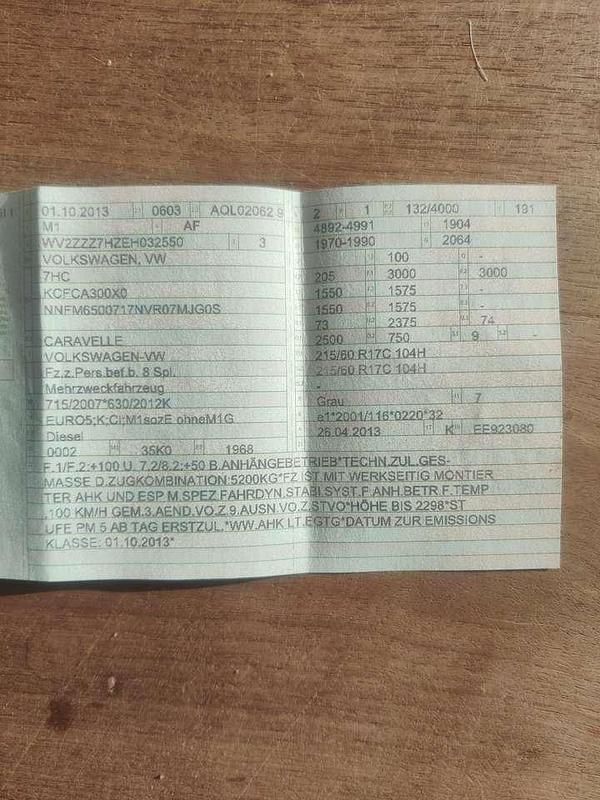 01.10.2013 0603 AQL02062 9
M1 AF
WV2ZZZ7HZEH032550 3
VOLKSWAGEN, VW
7HC
KCFCA300X0
NNFM6500717NVR07MJG0S
CARAVELLE
VOLKSWAGEN-VW
Fz.z.Pers.bef.b. 8 Spl.
Mehrzweckfahrzeug
715/2007*630/2012K
EURO5;K;CI;M1sozE ohneM1G
Diesel
0002 35K0 1968
2 1 132/4000 191
4892-4991 1904
1970-1990 2064
100 -
205 3000 3000
1550 1575 -
1550 1575 -
73 2375 74
2500 750 9 -
215/60 R17C 104H
215/60 R17C 104H
-
Grau 7
e1*2001/116*0220*32
26.04.2013 K EE923080
F.1/F.2:+100 U. 7.2/8.2:+50 B.ANHÄNGEBETRIEB*TECHN.ZUL.GES-
MASSE D.ZUGKOMBINATION:5200KG*FZ IST MIT WERKSEITIG MONTIER
TER AHK UND ESP M.SPEZ.FAHRDYN.STABI.SYST.F.ANH.BETR.F.TEMP
.100 KM/H GEM.3.AEND.VO.Z.9.AUSN.VO.Z.STVO*HÖHE BIS 2298*ST
UFE PM 5 AB TAG ERSTZUL.*WW.AHK LT.EGTG*DATUM ZUR EMISSIONS
KLASSE: 01.10.2013*